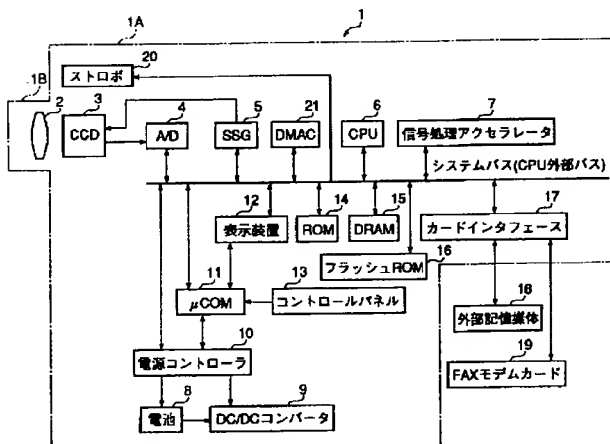 1A
1
20
1B
ストロボ
2
3
4
5
21
6
7
CCD
A/D
SSG
DMAC
CPU
信号処理アクセラレータ
システムバス(CPU外部バス)
12
14
15
17
表示装置
ROM
DRAM
カードインタフェース
フラッシュROM
16
11
13
μCOM
コントロールパネル
18
外部記憶媒体
10
電源コントローラ
19
FAXモデムカード
8
9
電池
DC/DCコンバータ